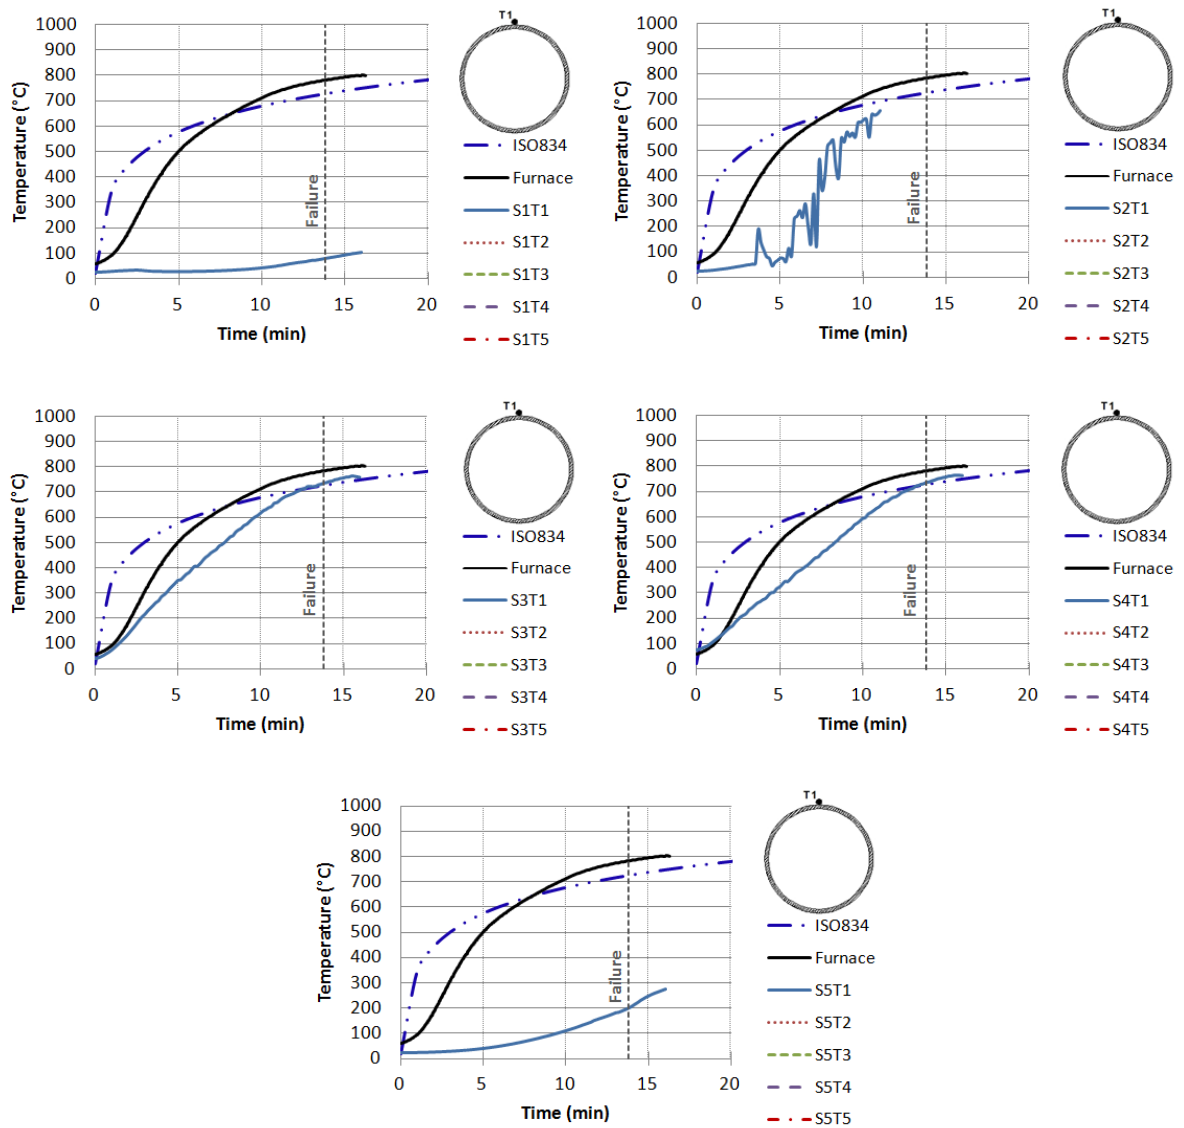 T1
1000
900
800
700
600
500
400
300
200
100
0
Temperature (°C)
Failure
0 5 10 15 20
Time (min)
ISO834
Furnace
S1T1
S1T2
S1T3
S1T4
S1T5
T1
1000
900
800
700
600
500
400
300
200
100
0
Temperature (°C)
Failure
0 5 10 15 20
Time (min)
ISO834
Furnace
S2T1
S2T2
S2T3
S2T4
S2T5
T1
1000
900
800
700
600
500
400
300
200
100
0
Temperature (°C)
Failure
0 5 10 15 20
Time (min)
ISO834
Furnace
S3T1
S3T2
S3T3
S3T4
S3T5
T1
1000
900
800
700
600
500
400
300
200
100
0
Temperature (°C)
Failure
0 5 10 15 20
Time (min)
ISO834
Furnace
S4T1
S4T2
S4T3
S4T4
S4T5
T1
1000
900
800
700
600
500
400
300
200
100
0
Temperature (°C)
Failure
0 5 10 15 20
Time (min)
ISO834
Furnace
S5T1
S5T2
S5T3
S5T4
S5T5